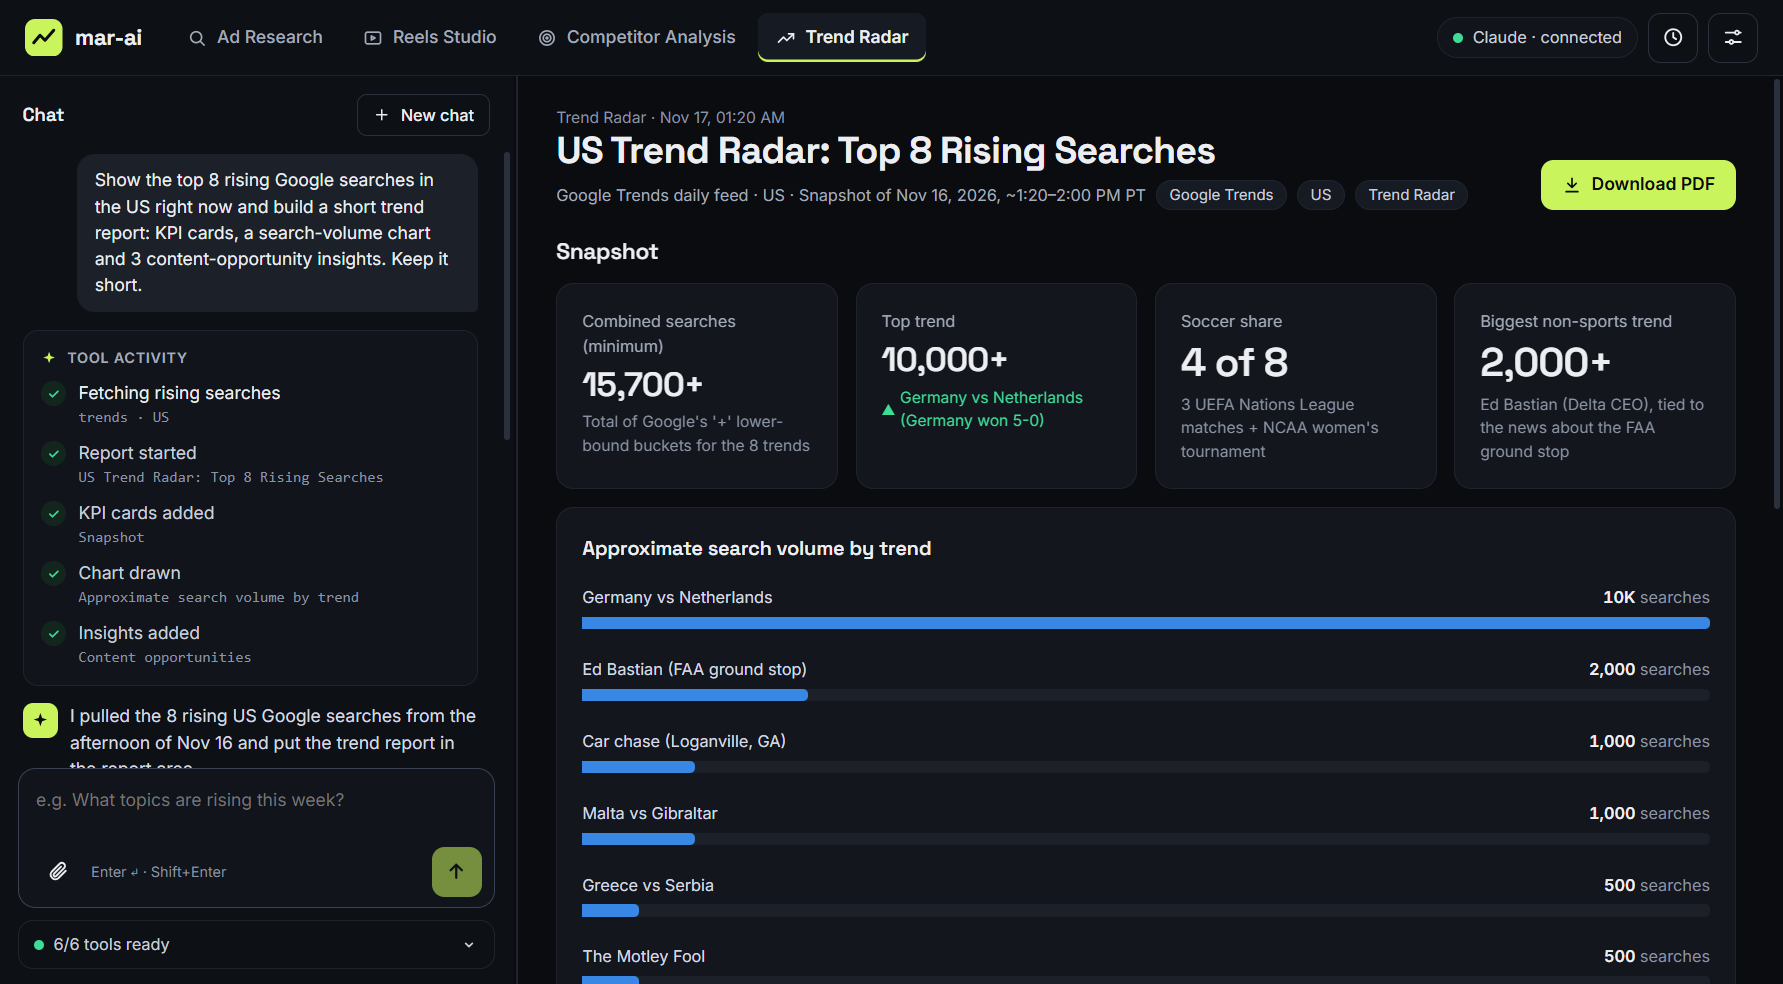 mar-ai
Ad Research
Reels Studio
Competitor Analysis
Trend Radar
Claude · connected
Chat
+ New chat
Show the top 8 rising Google searches in
the US right now and build a short trend
report: KPI cards, a search-volume chart
and 3 content-opportunity insights. Keep it
short.
TOOL ACTIVITY
Fetching rising searches
trends · US
Report started
US Trend Radar: Top 8 Rising Searches
KPI cards added
Snapshot
Chart drawn
Approximate search volume by trend
Insights added
Content opportunities
I pulled the 8 rising US Google searches from the
afternoon of Nov 16 and put the trend report in
the report area.
e.g. What topics are rising this week?
Enter ↵ · Shift+Enter
6/6 tools ready
Trend Radar · Nov 17, 01:20 AM
US Trend Radar: Top 8 Rising Searches
Google Trends daily feed · US · Snapshot of Nov 16, 2026, ~1:20–2:00 PM PT
Google Trends
US
Trend Radar
Download PDF
Snapshot
Combined searches
(minimum)
15,700+
Total of Google's '+' lower-
bound buckets for the 8 trends
Top trend
10,000+
▲ Germany vs Netherlands
(Germany won 5-0)
Soccer share
4 of 8
3 UEFA Nations League
matches + NCAA women's
tournament
Biggest non-sports trend
2,000+
Ed Bastian (Delta CEO), tied to
the news about the FAA
ground stop
Approximate search volume by trend
Germany vs Netherlands 10K searches
Ed Bastian (FAA ground stop) 2,000 searches
Car chase (Loganville, GA) 1,000 searches
Malta vs Gibraltar 1,000 searches
Greece vs Serbia 500 searches
The Motley Fool 500 searches